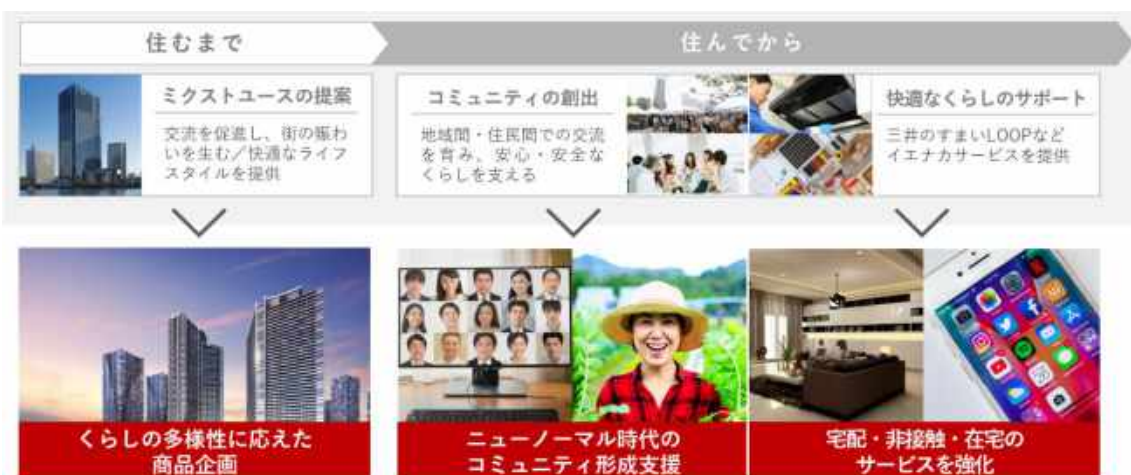 住むまで
住んでから
ミクストユースの提案
交流を促進し、街の賑わ
いを生む／快適なライフ
スタイルを提供
コミュニティの創出
地域間・住民間での交流
を育み、安心・安全な
くらしを支える
快適なくらしのサポート
三井のすまいLOOPなど
イエナカサービスを提供
くらしの多様性に応えた
商品企画
ニューノーマル時代の
コミュニティ形成支援
宅配・非接触・在宅の
サービスを強化